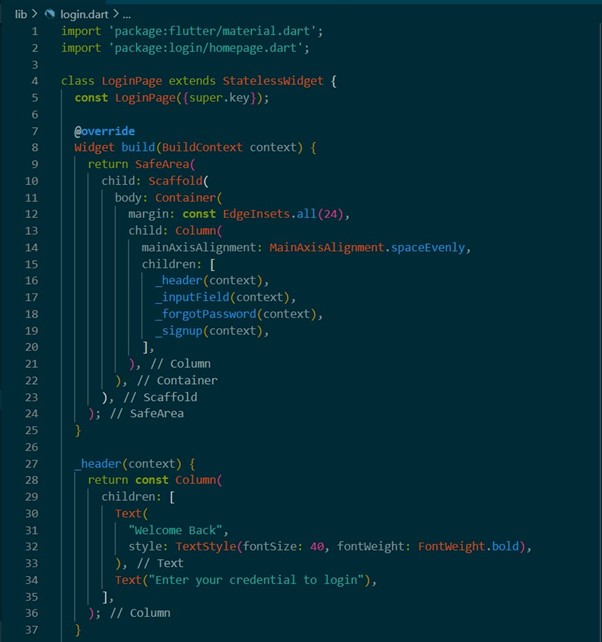 lib > login.dart > ...
1 import 'package:flutter/material.dart';
2 import 'package:login/homepage.dart';
3
4 class LoginPage extends StatelessWidget {
5   const LoginPage({super.key});
6
7   @override
8   Widget build(BuildContext context) {
9     return SafeArea(
10       child: Scaffold(
11         body: Container(
12           margin: const EdgeInsets.all(24),
13           child: Column(
14             mainAxisAlignment: MainAxisAlignment.spaceEvenly,
15             children: [
16               _header(context),
17               _inputField(context),
18               _forgotPassword(context),
19               _signup(context),
20             ],
21           ), // Column
22         ), // Container
23       ), // Scaffold
24     ); // SafeArea
25   }
26
27   _header(context) {
28     return const Column(
29       children: [
30         Text(
31           "Welcome Back",
32           style: TextStyle(fontSize: 40, fontWeight: FontWeight.bold),
33         ), // Text
34         Text("Enter your credential to login"),
35       ],
36     ); // Column
37   }